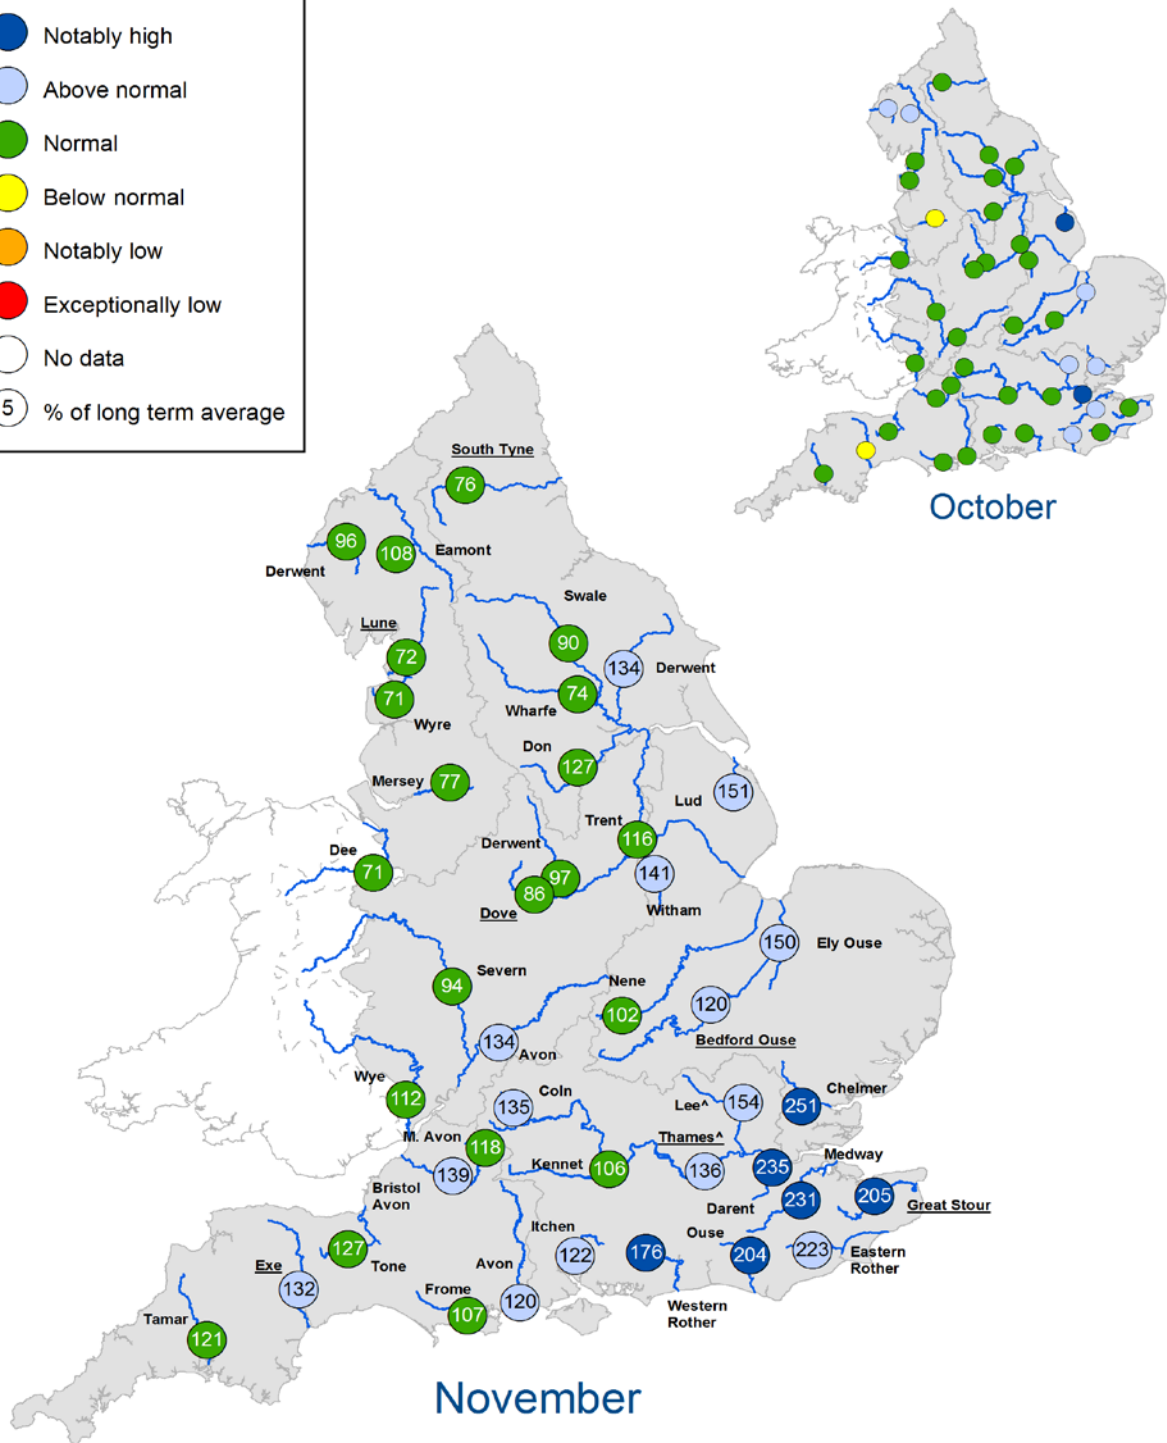 Notably high
Above normal
Normal
Below normal
Notably low
Exceptionally low
No data
5 % of long term average
October
South Tyne
76
96
108
Eamont
Derwent
Swale
Lune
90
72
134
Derwent
71
74
Wharfe
Wyre
Don
127
Mersey
77
151
Lud
Trent
116
Derwent
Dee
71
97
141
86
Dove
Witham
150
Ely Ouse
Severn
94
Nene
102
120
Bedford Ouse
134
Avon
Wye
112
Coln
135
Chelmer
Lee^
154
251
M. Avon
118
Thames^
Medway
Kennet
106
136
235
139
Bristol
Avon
231
205
Great Stour
Darent
Itchen
122
Ouse
176
204
223
Eastern
Rother
127
Tone
Exe
132
Avon
120
Frome
107
Western
Rother
Tamar
121
November